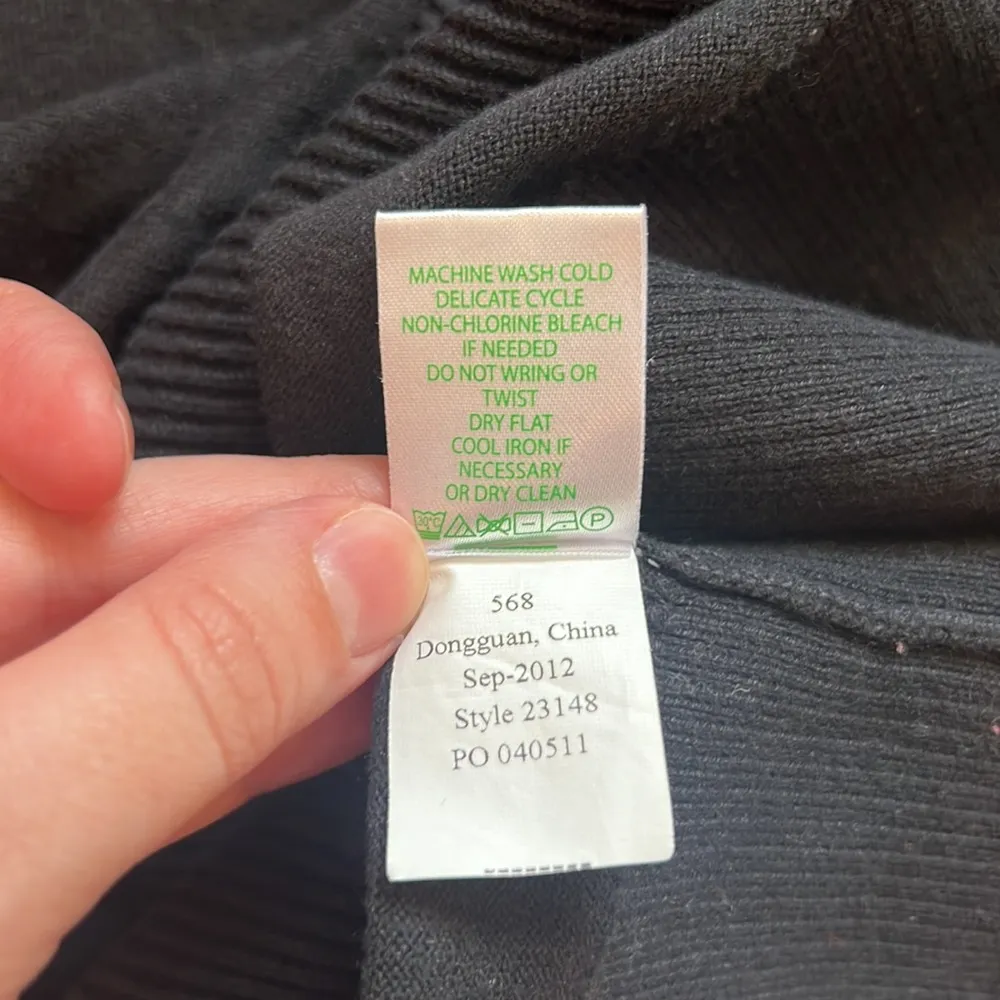 MACHINE WASH COLD
DELICATE CYCLE
NON-CHLORINE BLEACH
IF NEEDED
DO NOT WRING OR
TWIST
DRY FLAT
COOL IRON IF
NECESSARY
OR DRY CLEAN
30°C P
568
Dongguan, China
Sep-2012
Style 23148
PO 040511